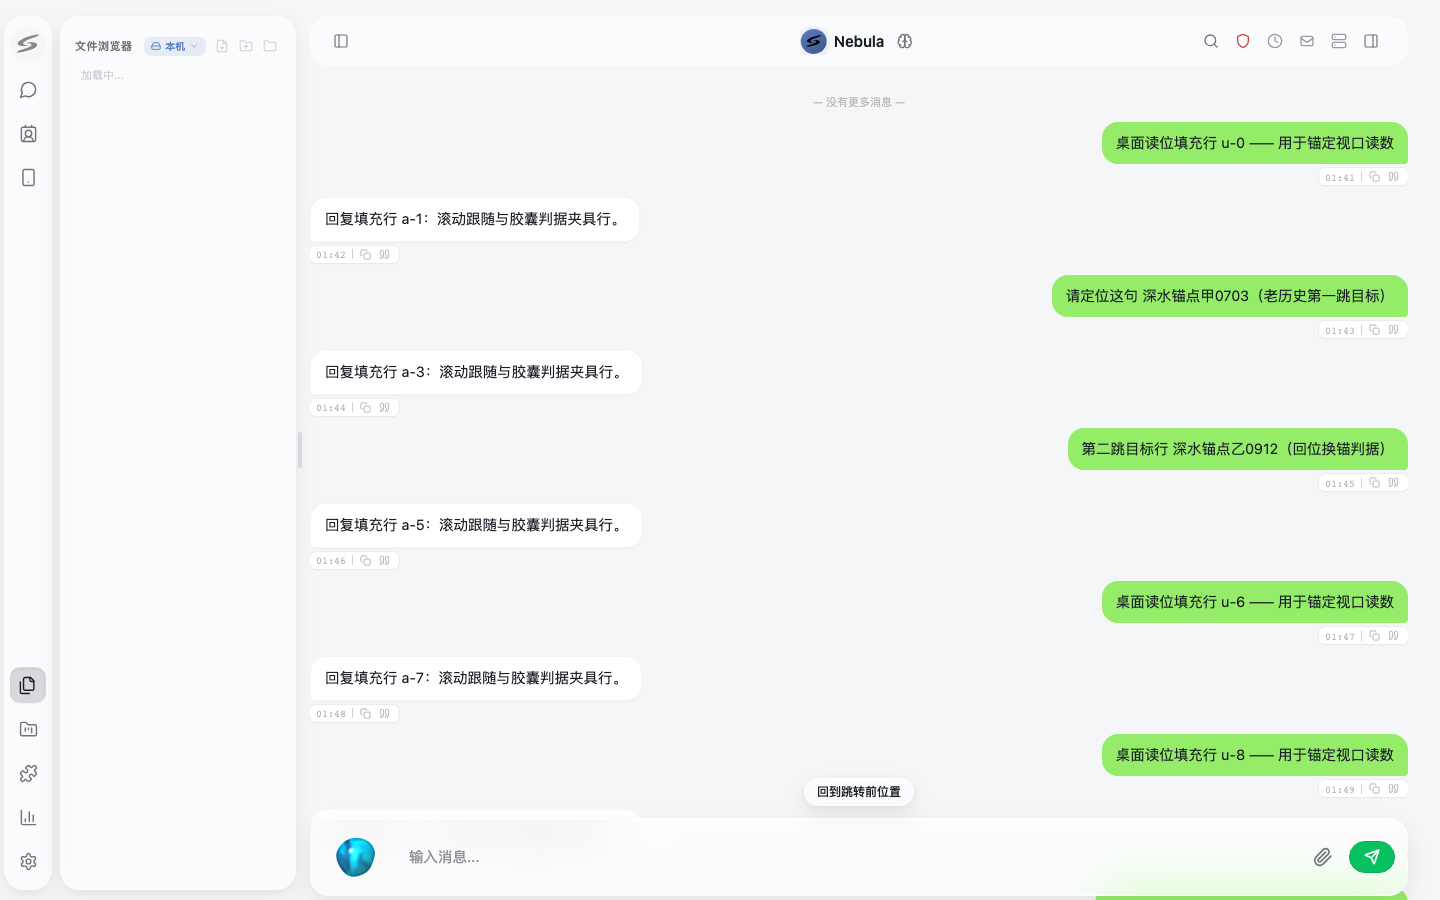 文件浏览器
本机
加载中...
Nebula
— 没有更多消息 —
桌面读位填充行 u-0 —— 用于锚定视口读数
01:41
回复填充行 a-1：滚动跟随与胶囊判据夹具行。
01:42
请定位这句 深水锚点甲0703（老历史第一跳目标）
01:43
回复填充行 a-3：滚动跟随与胶囊判据夹具行。
01:44
第二跳目标行 深水锚点乙0912（回位换锚判据）
01:45
回复填充行 a-5：滚动跟随与胶囊判据夹具行。
01:46
桌面读位填充行 u-6 —— 用于锚定视口读数
01:47
回复填充行 a-7：滚动跟随与胶囊判据夹具行。
01:48
桌面读位填充行 u-8 —— 用于锚定视口读数
01:49
回到跳转前位置
输入消息...